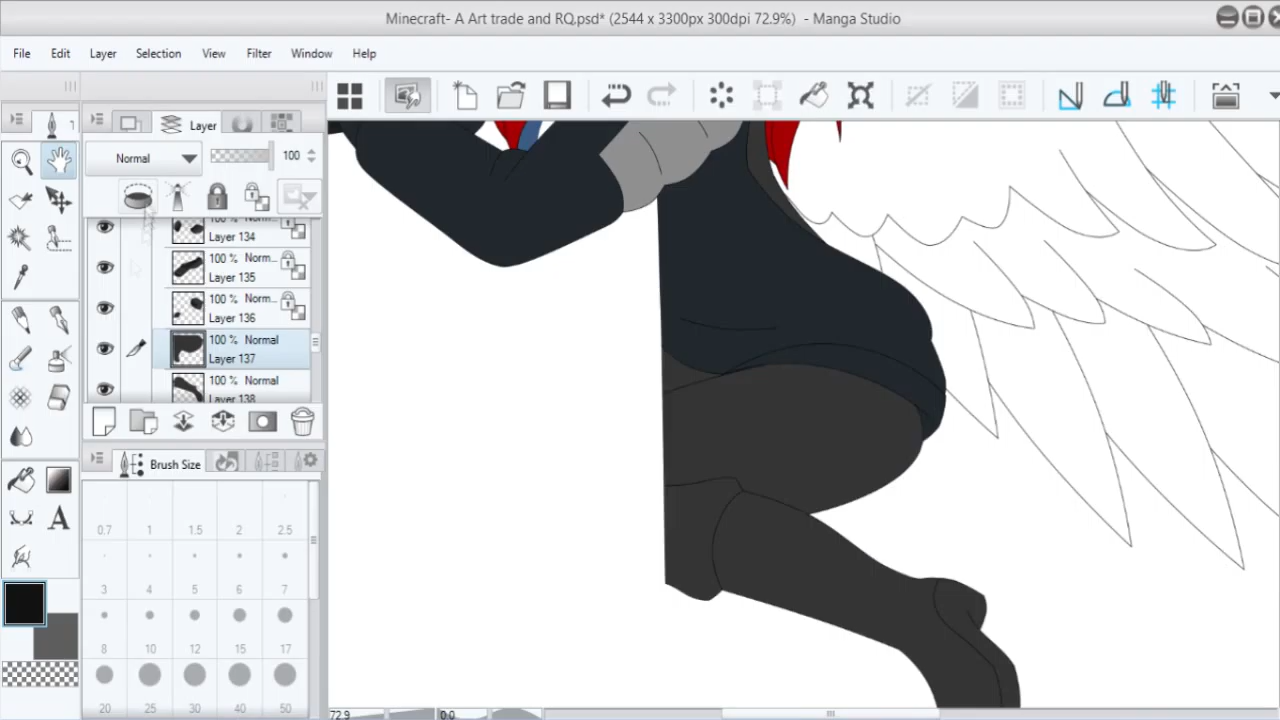 Minecraft- A Art trade and RQ.psd* (2544 x 3300px 300dpi 72.9%) - Manga Studio
File Edit Layer Selection View Filter Window Help
1 Layer
Normal 100
Layer 134
100 % Norm...
Layer 135
100 % Norm...
Layer 136
100 % Normal
Layer 137
100 % Normal
Layer 138
Brush Size
0.7 1 1.5 2 2.5
3 4 5 6 7
8 10 12 15 17
20 25 30 40 50
A
72.9 0.0